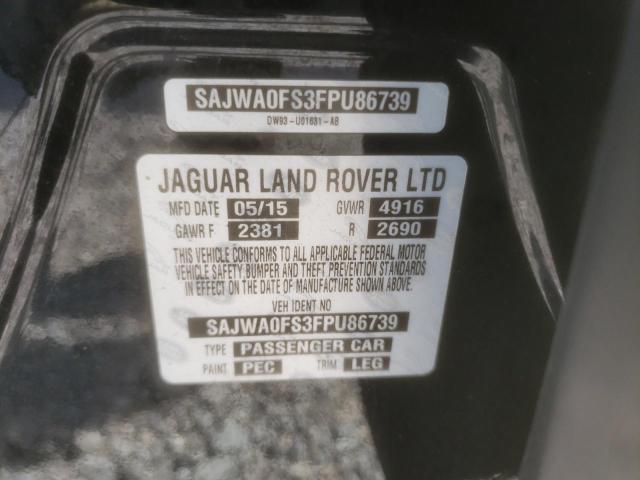 SAJWA0FS3FPU86739
DW93-U01631-AB
JAGUAR LAND ROVER LTD
MFD DATE 05/15 GVWR 4916
GAWR F 2381 R 2690
THIS VEHICLE CONFORMS TO ALL APPLICABLE FEDERAL MOTOR
VEHICLE SAFETY, BUMPER AND THEFT PREVENTION STANDARDS
IN EFFECT ON THE DATE OF MANUFACTURE SHOWN ABOVE.
VEH IDENT NO
SAJWA0FS3FPU86739
TYPE PASSENGER CAR
PAINT PEC TRIM LEG